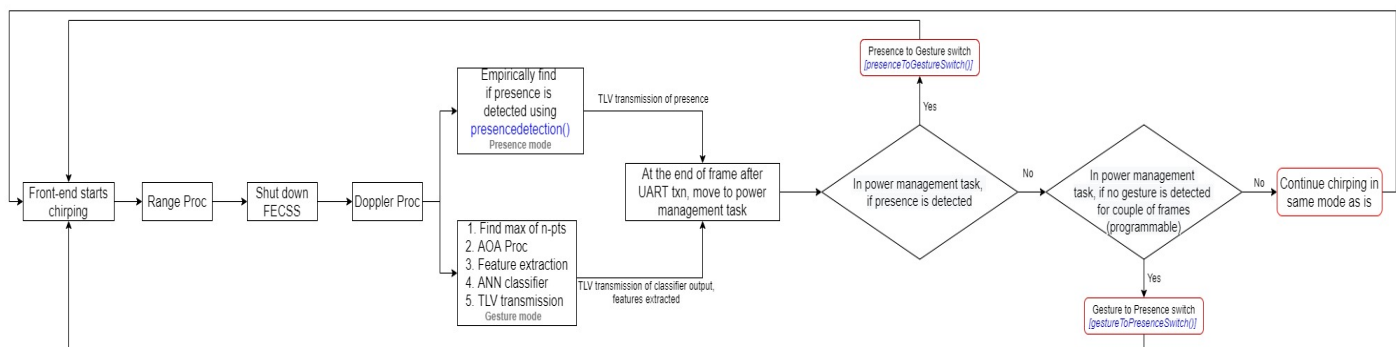 Presence to Gesture switch
[presenceToGestureSwitch()]
Empirically find
if presence is
detected using
presencedetection()
Presence mode
TLV transmission of presence
Yes
Front-end starts
chirping
Range Proc
Shut down
FECSS
Doppler Proc
At the end of frame after
UART txn, move to power
management task
In power management task,
if presence is detected
No
In power management
task, if no gesture is detected
for couple of frames
(programmable)
No
Continue chirping in
same mode as is
1. Find max of n-pts
2. AOA Proc
3. Feature extraction
4. ANN classifier
5. TLV transmission
Gesture mode
TLV transmission of classifier output,
features extracted
Yes
Gesture to Presence switch
[gestureToPresenceSwitch()]